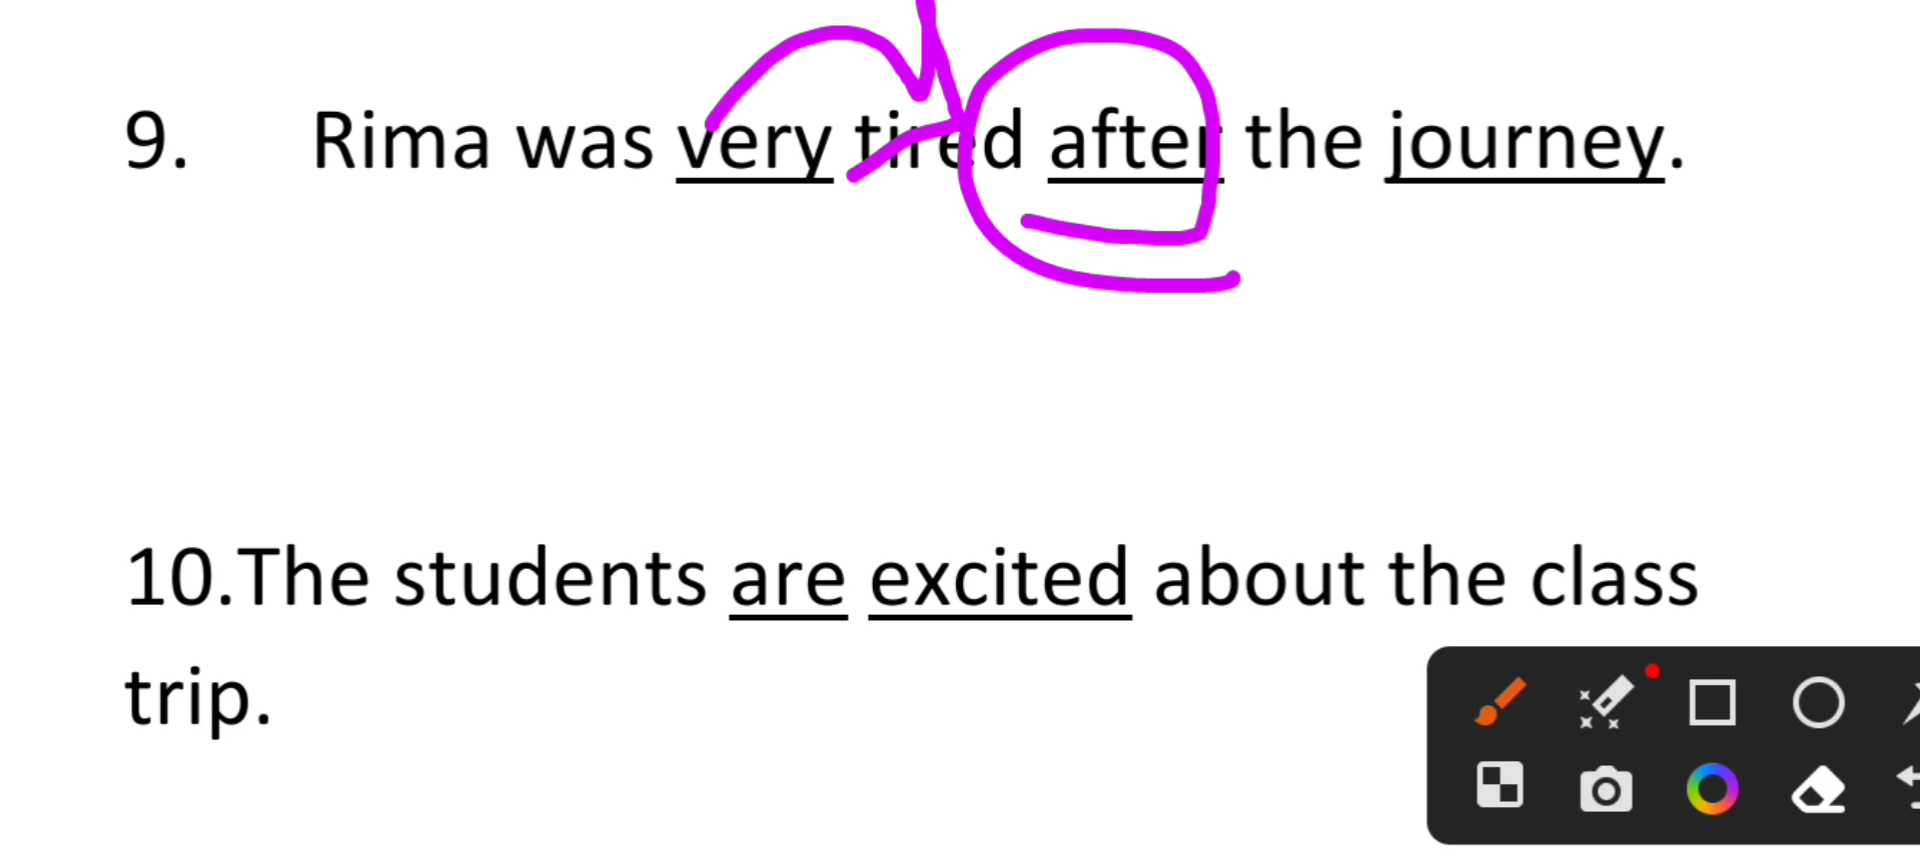 9. Rima was very tired after the journey.
10.The students are excited about the class
trip.